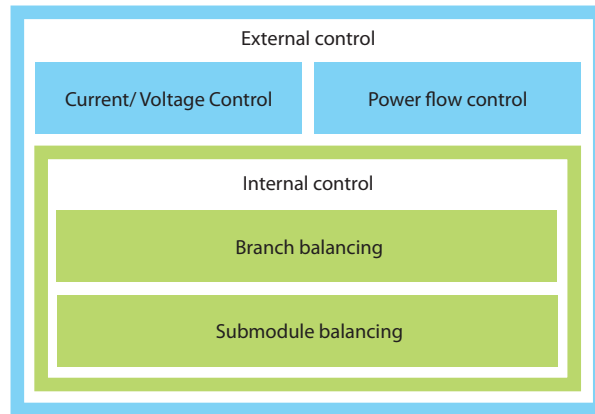 External control
Current/ Voltage Control
Power flow control
Internal control
Branch balancing
Submodule balancing